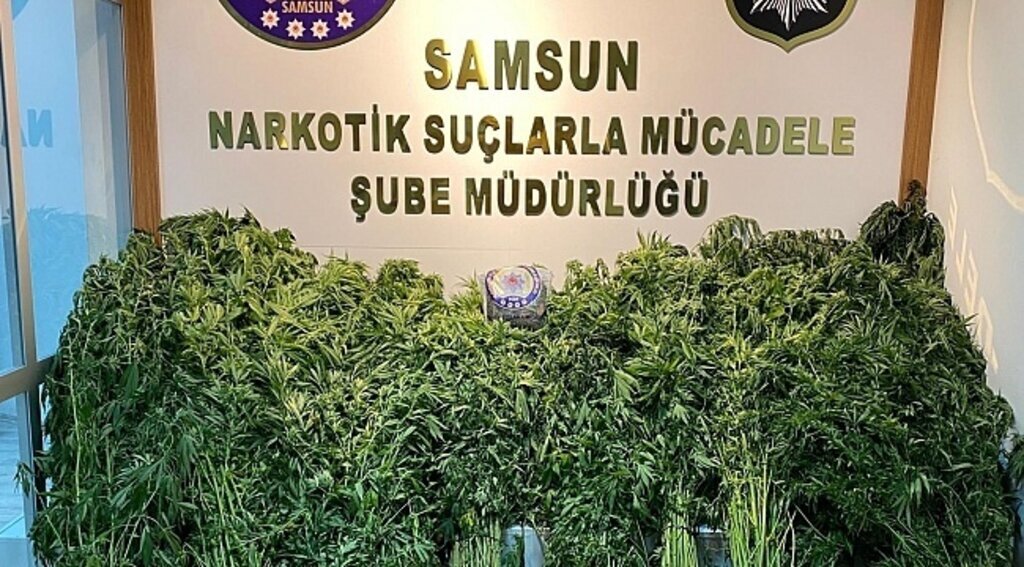 SAMSUN
SAMSUN
NARKOTİK SUÇLARLA MÜCADELE
ŞUBE MÜDÜRLÜĞÜ